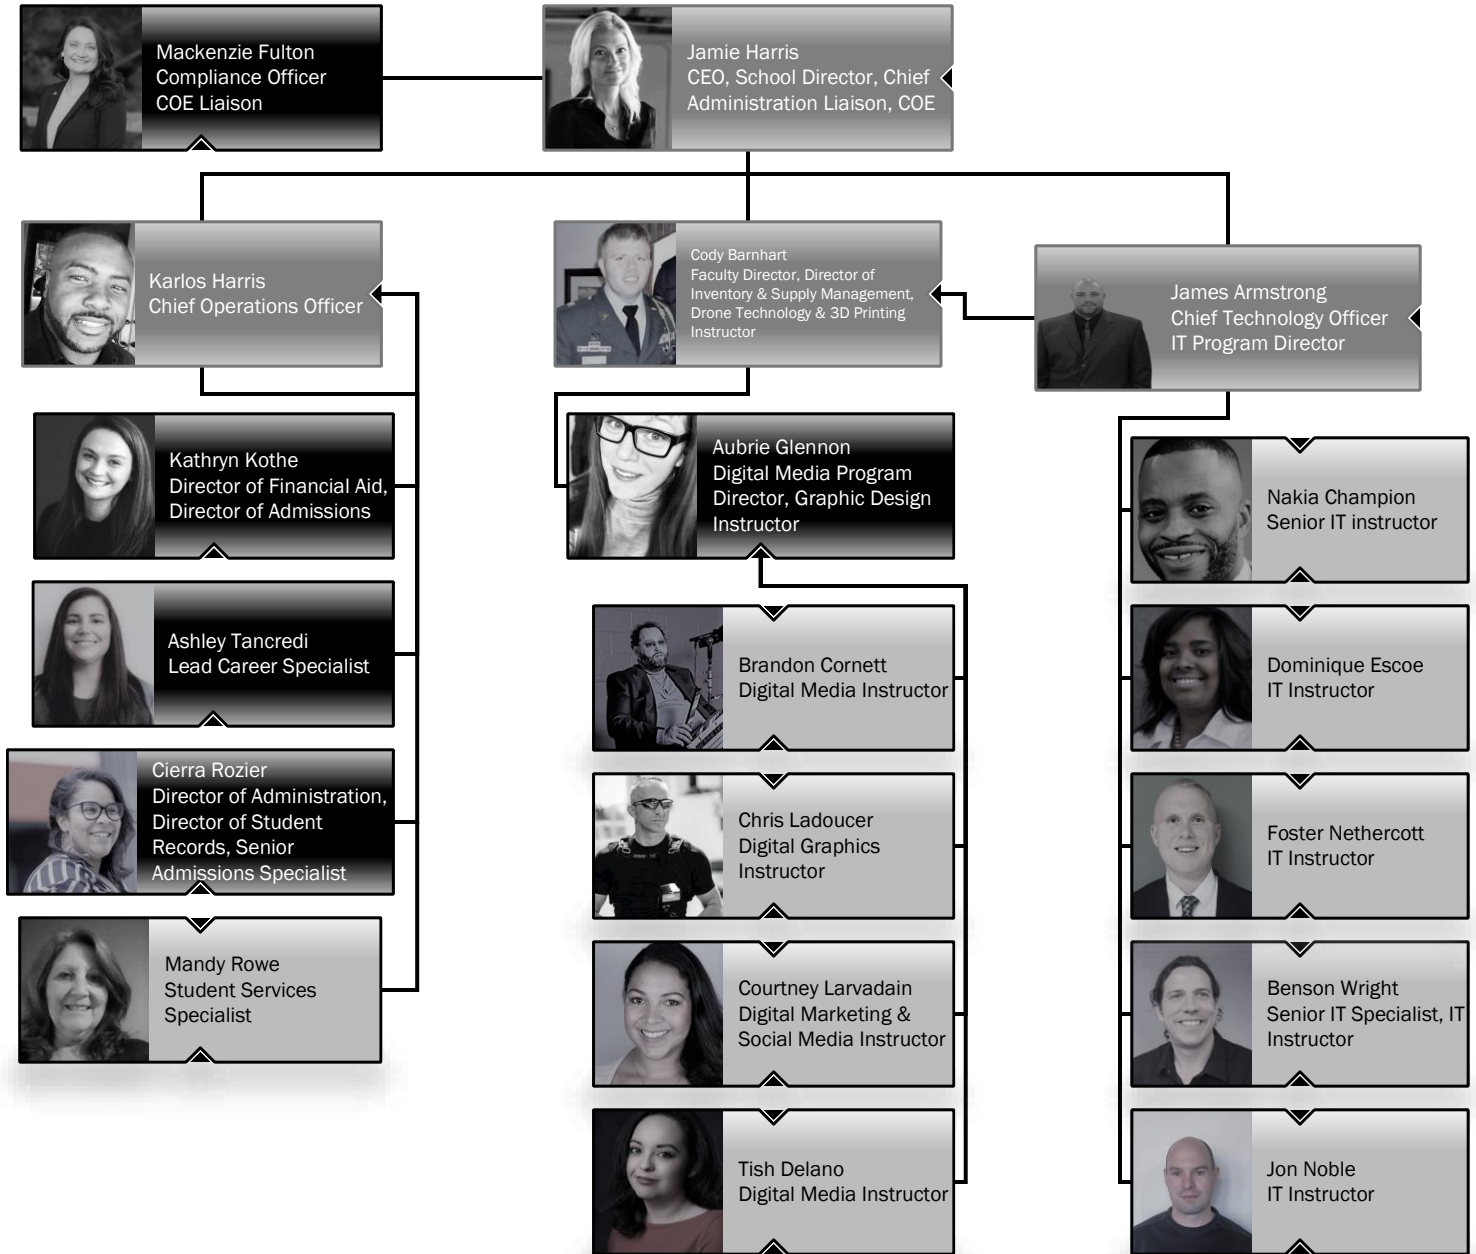 Mackenzie Fulton
Compliance Officer
COE Liaison
Jamie Harris
CEO, School Director, Chief
Administration Liaison, COE
Karlos Harris
Chief Operations Officer
Cody Barnhart
Faculty Director, Director of
Inventory & Supply Management,
Drone Technology & 3D Printing
Instructor
James Armstrong
Chief Technology Officer
IT Program Director
Kathryn Kothe
Director of Financial Aid,
Director of Admissions
Ashley Tancredi
Lead Career Specialist
Cierra Rozier
Director of Administration,
Director of Student
Records, Senior
Admissions Specialist
Mandy Rowe
Student Services
Specialist
Aubrie Glennon
Digital Media Program
Director, Graphic Design
Instructor
Brandon Cornett
Digital Media Instructor
Chris Ladoucer
Digital Graphics
Instructor
Courtney Larvadain
Digital Marketing &
Social Media Instructor
Tish Delano
Digital Media Instructor
Nakia Champion
Senior IT instructor
Dominique Escoe
IT Instructor
Foster Nethercott
IT Instructor
Benson Wright
Senior IT Specialist, IT
Instructor
Jon Noble
IT Instructor